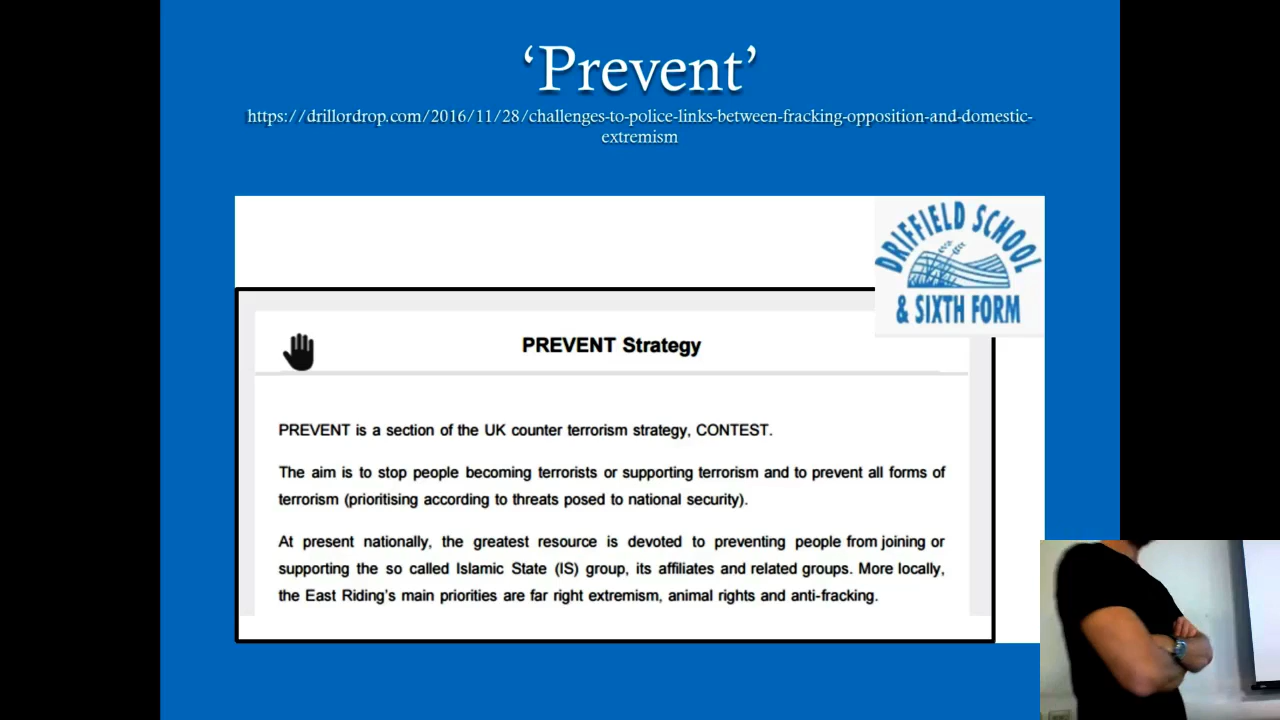 ‘Prevent’
https://drillordrop.com/2016/11/28/challenges-to-police-links-between-fracking-opposition-and-domestic-
extremism
DRIFFIELD SCHOOL
& SIXTH FORM
PREVENT Strategy
PREVENT is a section of the UK counter terrorism strategy, CONTEST.
The aim is to stop people becoming terrorists or supporting terrorism and to prevent all forms of
terrorism (prioritising according to threats posed to national security).
At present nationally, the greatest resource is devoted to preventing people from joining or
supporting the so called Islamic State (IS) group, its affiliates and related groups. More locally,
the East Riding’s main priorities are far right extremism, animal rights and anti-fracking.